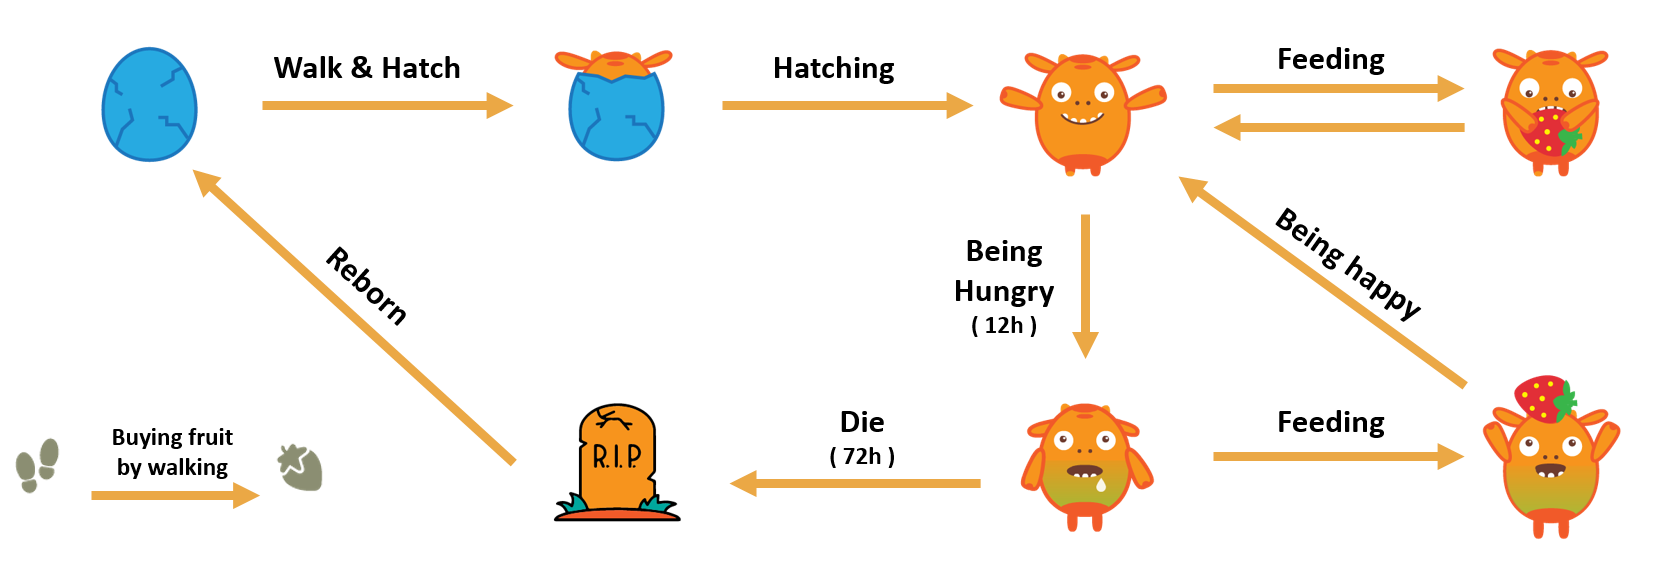 Walk & Hatch
Hatching
Feeding
Reborn
Being
Hungry
( 12h )
Being happy
Buying fruit
by walking
R.I.P
Die
( 72h )
Feeding